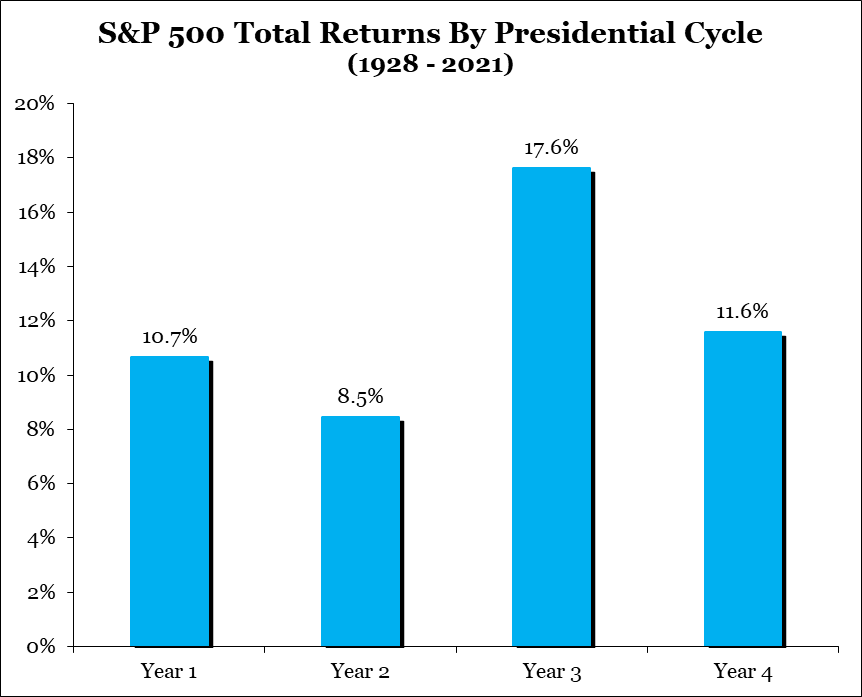 S&P 500 Total Returns By Presidential Cycle
(1928 - 2021)
20%
18%
16%
14%
12%
10%
8%
6%
4%
2%
0%
10.7%
8.5%
17.6%
11.6%
Year 1
Year 2
Year 3
Year 4